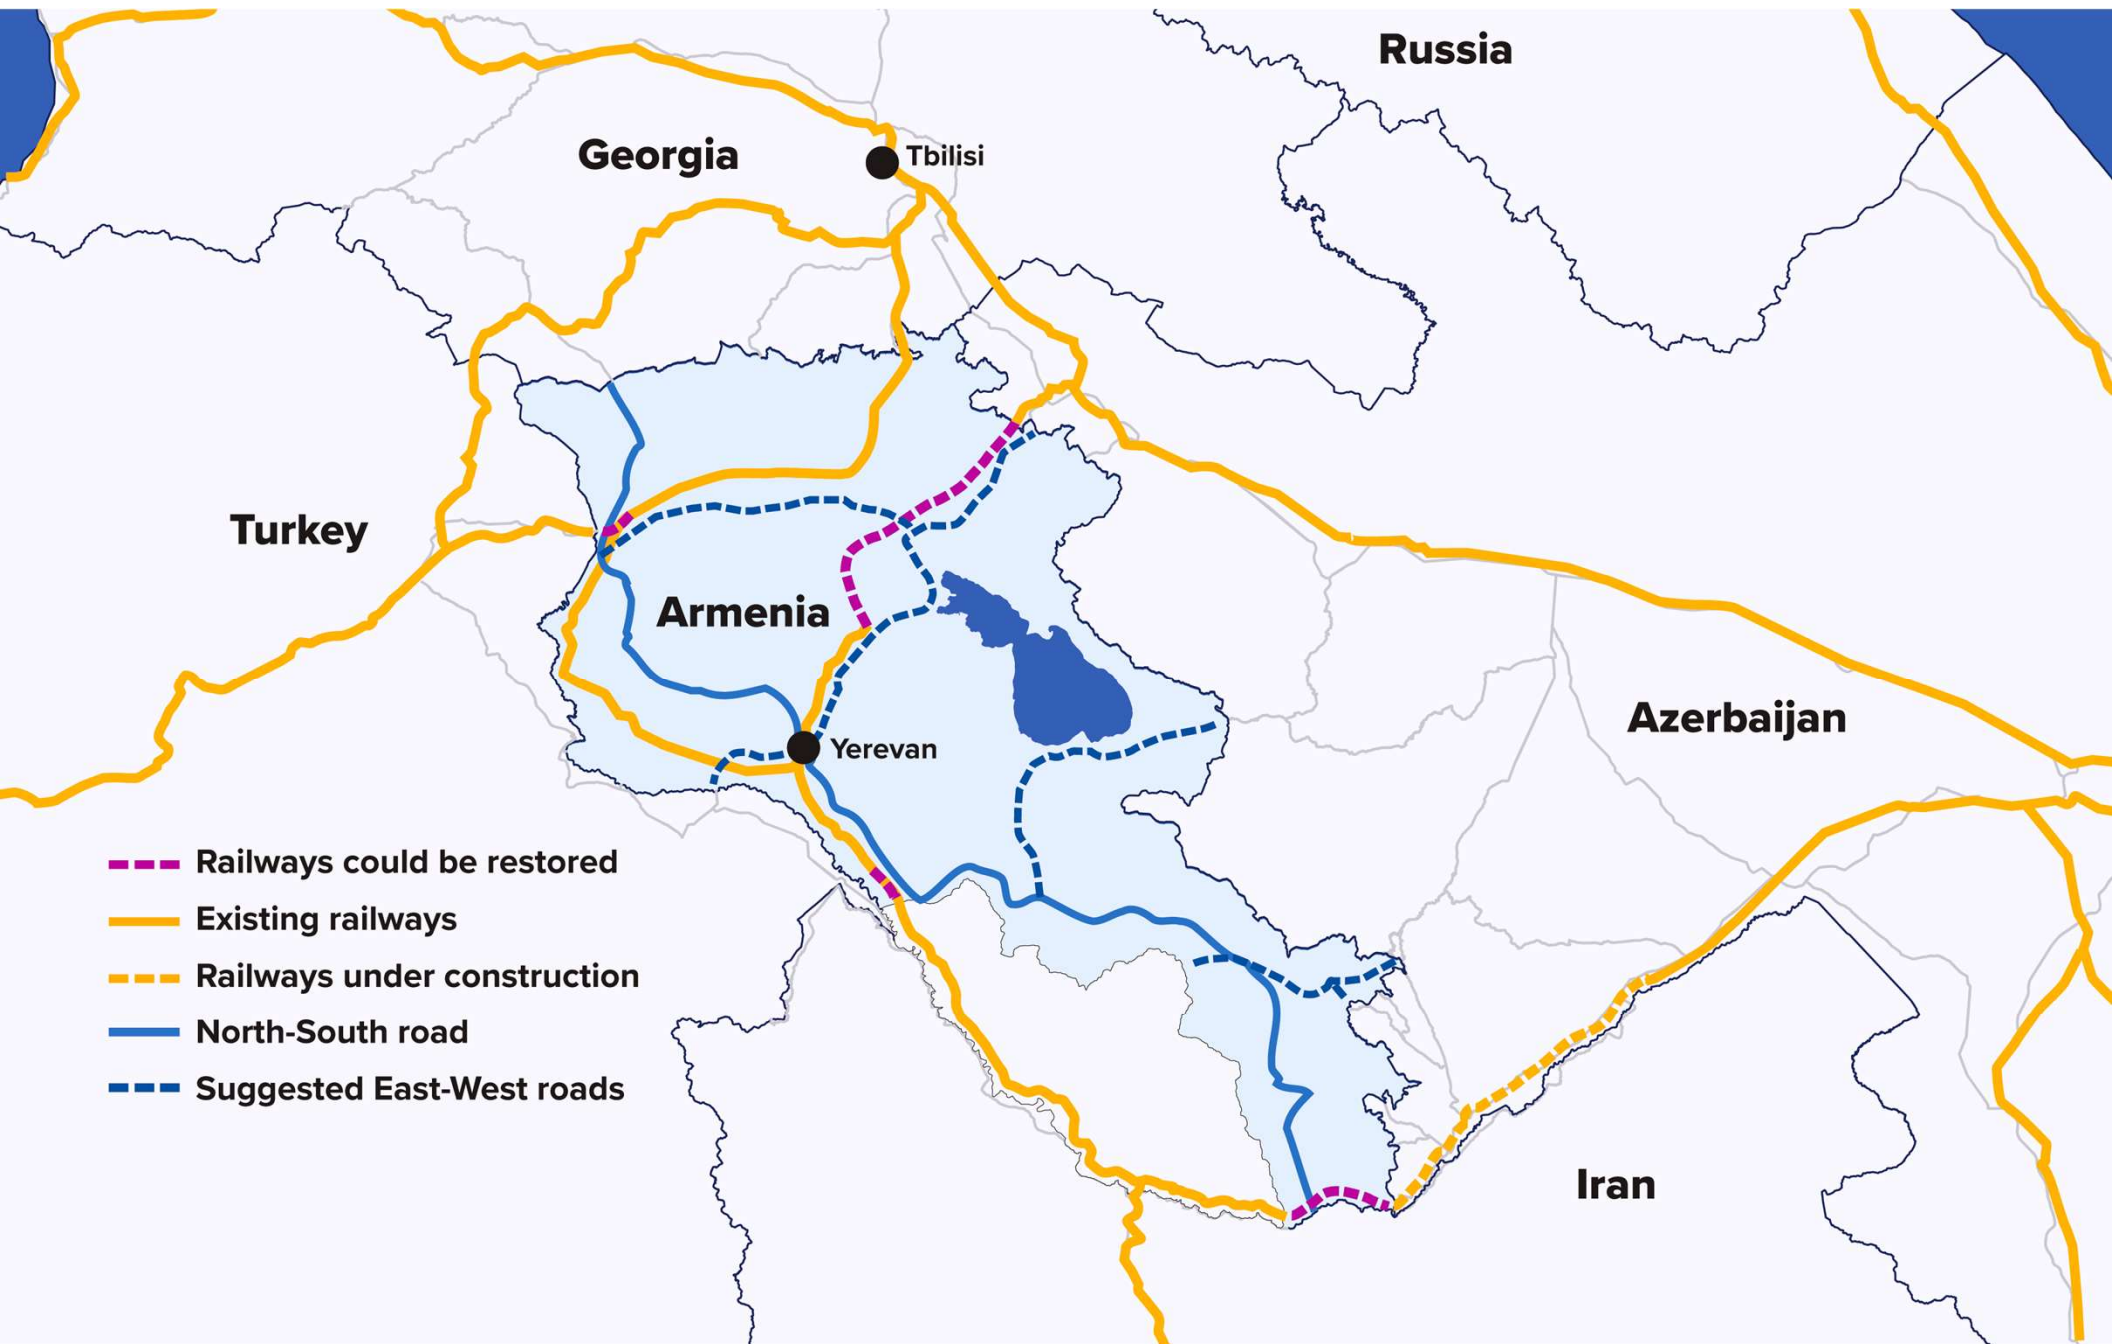 Russia
Georgia
Tbilisi
Turkey
Armenia
Azerbaijan
Yerevan
Railways could be restored
Existing railways
Railways under construction
North-South road
Suggested East-West roads
Iran